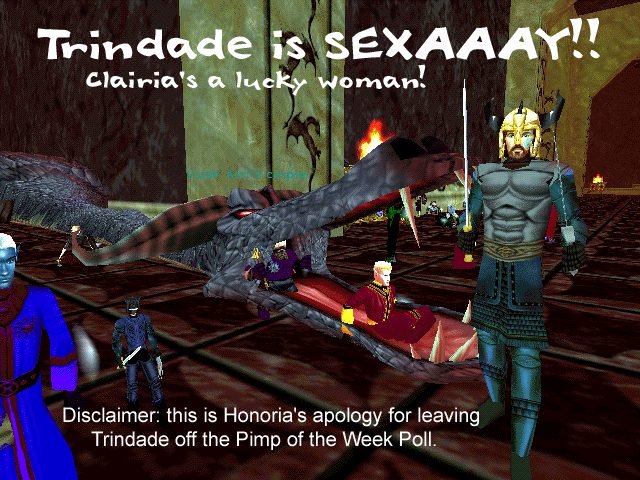 Trindade is SEXAAAY!!
Clairia's a lucky woman!
corpse
Disclaimer: this is Honoria's apology for leaving
Trindade off the Pimp of the Week Poll.